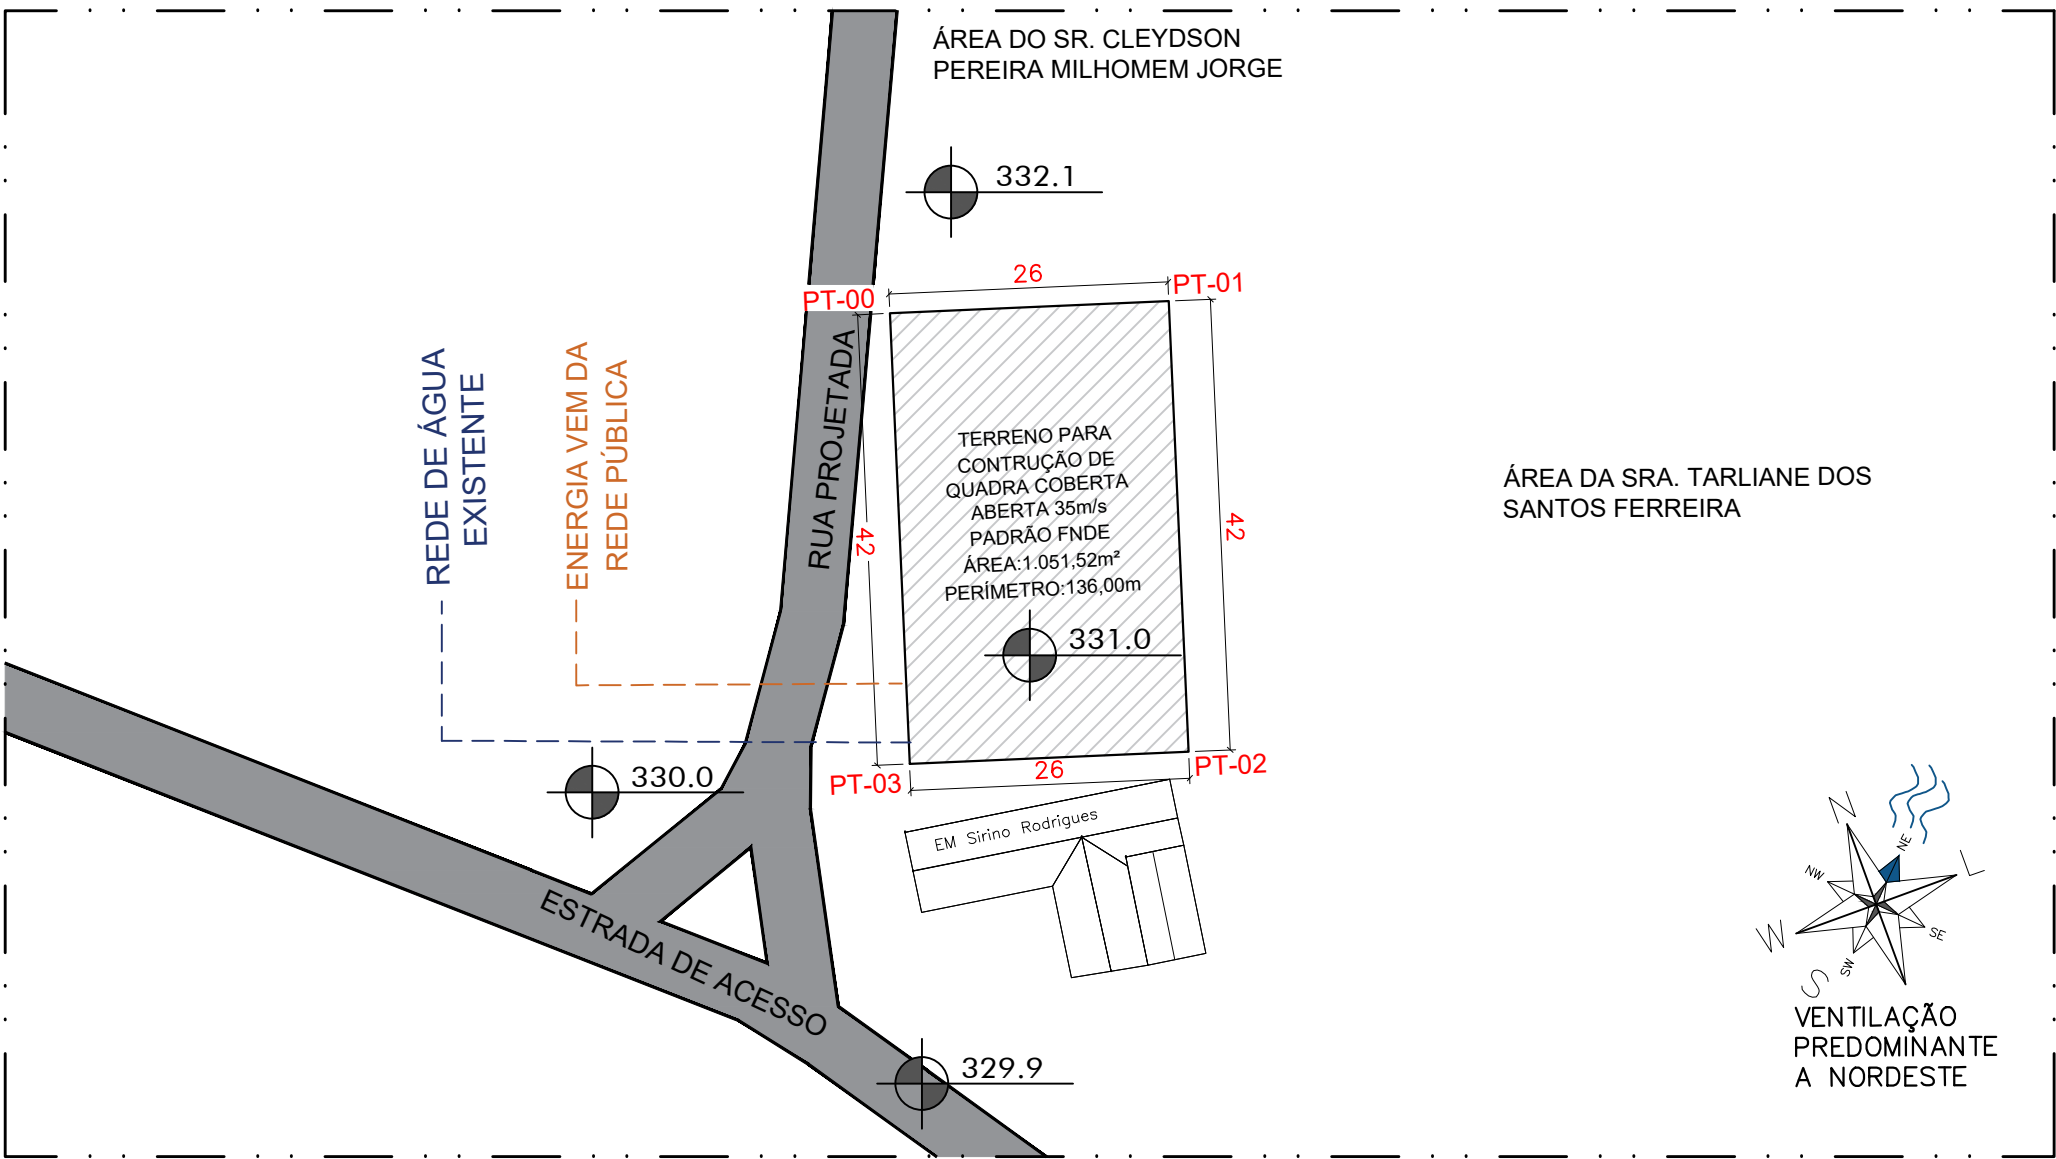 ÁREA DO SR. CLEYDSON
PEREIRA MILHOMEM JORGE
332.1
26
PT-00
PT-01
REDE DE ÁGUA
EXISTENTE
ENERGIA VEM DA
REDE PÚBLICA
RUA PROJETADA
42
TERRENO PARA
CONTRUÇÃO DE
QUADRA COBERTA
ABERTA 35m/s
PADRÃO FNDE
ÁREA:1.051,52m²
PERÍMETRO:136,00m
331.0
42
ÁREA DA SRA. TARLIANE DOS
SANTOS FERREIRA
330.0
PT-03
26
PT-02
EM Sirino Rodrigues
ESTRADA DE ACESSO
329.9
N
NE
L
NW
W
SE
SW
S
VENTILAÇÃO
PREDOMINANTE
A NORDESTE